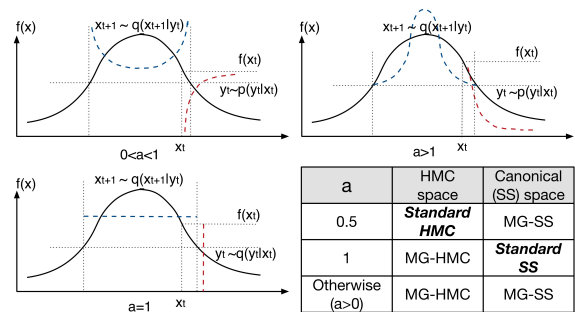 f(x)
xt+1 ~ q(xt+1|yt)
f(xt)
yt~p(yt|xt)
xt
0<a<1
f(x)
xt+1 ~ q(xt+1|yt)
f(xt)
yt~p(yt|xt)
xt
a>1
f(x)
xt+1 ~ q(xt+1|yt)
f(xt)
yt~q(yt|xt)
xt
a=1
a HMC space Canonical (SS) space
0.5 Standard HMC MG-SS
1 MG-HMC Standard SS
Otherwise (a>0) MG-HMC MG-SS